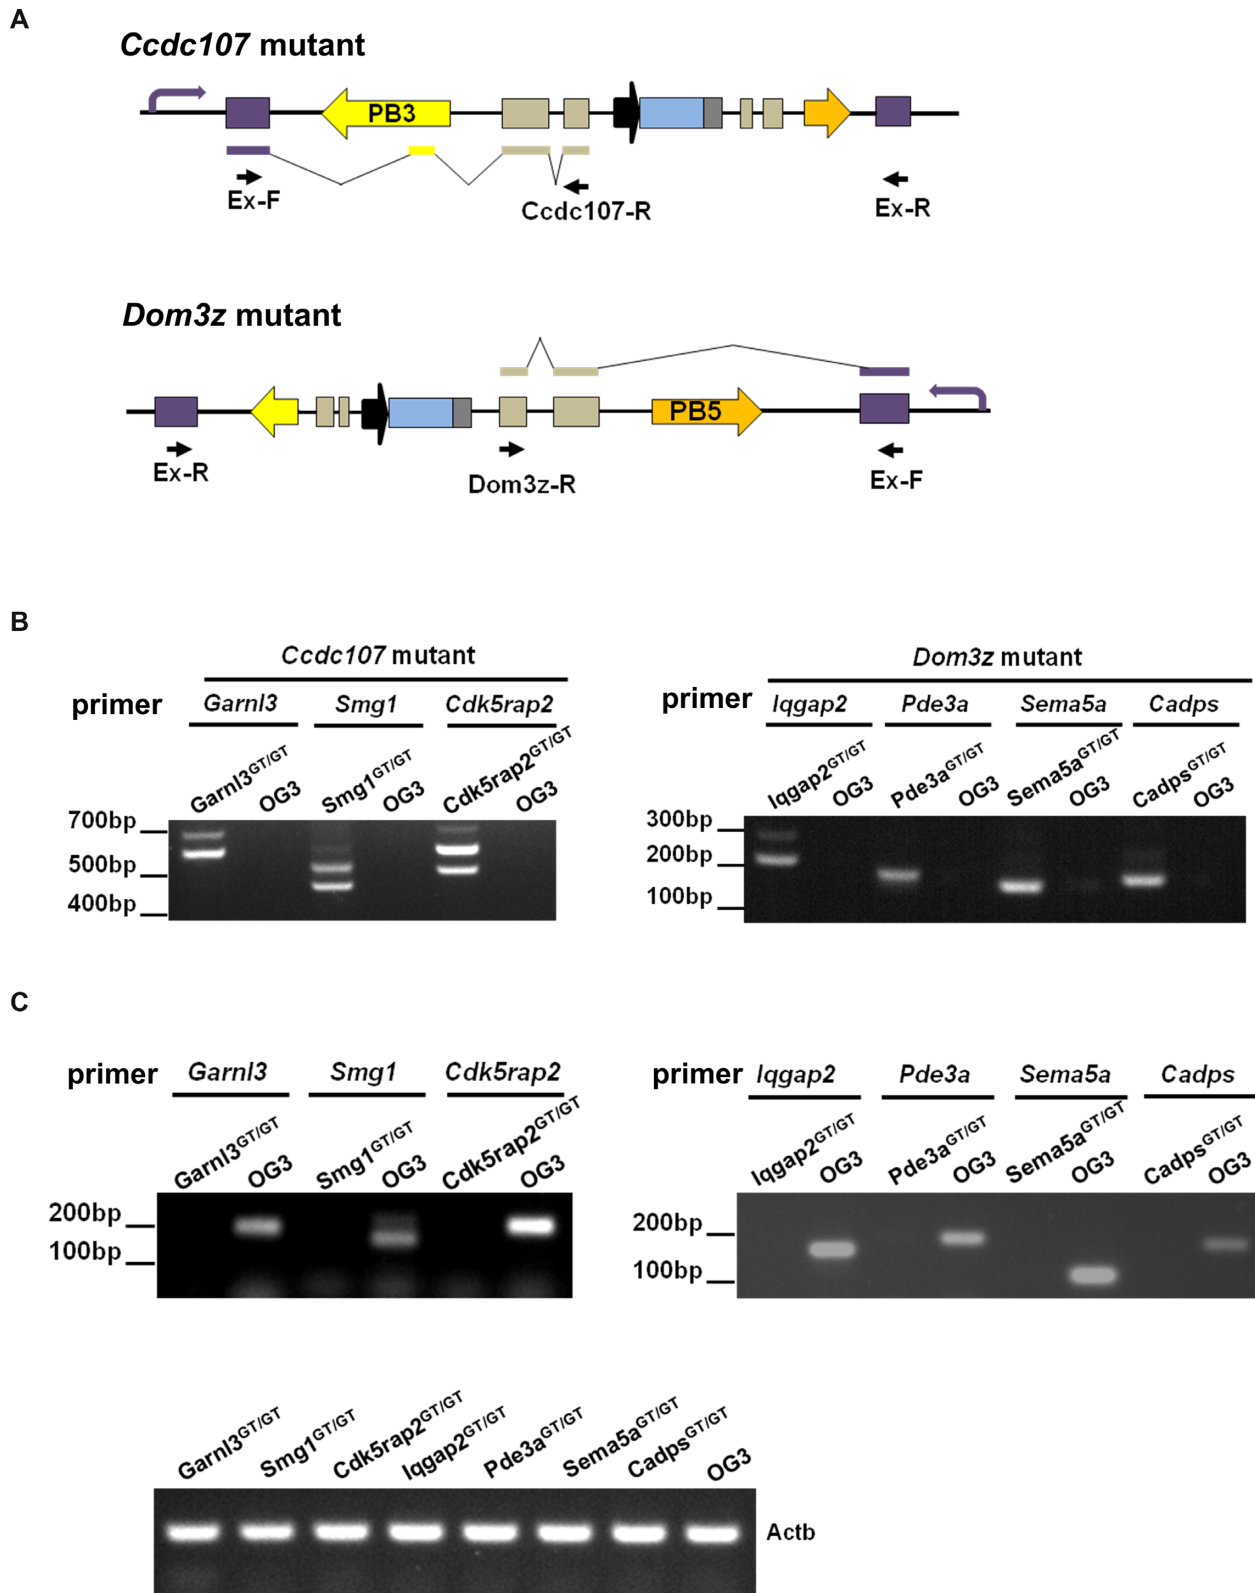 A
Ccdc107 mutant
PB3
Ex-F
Ccdc107-R
Ex-R
Dom3z mutant
PB5
Ex-R
Dom3z-R
Ex-F
B
Ccdc107 mutant
primer Garnl3 Smg1 Cdk5rap2
Garnl3GT/GT OG3 Smg1GT/GT OG3 Cdk5rap2GT/GT OG3
700bp
500bp
400bp
Dom3z mutant
primer Iqgap2 Pde3a Sema5a Cadps
Iqgap2GT/GT OG3 Pde3aGT/GT OG3 Sema5aGT/GT OG3 CadpsGT/GT OG3
300bp
200bp
100bp
C
primer Garnl3 Smg1 Cdk5rap2
Garnl3GT/GT OG3 Smg1GT/GT OG3 Cdk5rap2GT/GT OG3
200bp
100bp
primer Iqgap2 Pde3a Sema5a Cadps
Iqgap2GT/GT OG3 Pde3aGT/GT OG3 Sema5aGT/GT OG3 CadpsGT/GT OG3
200bp
100bp
Garnl3GT/GT Smg1GT/GT Cdk5rap2GT/GT Iqgap2GT/GT Pde3aGT/GT Sema5aGT/GT CadpsGT/GT OG3
Actb